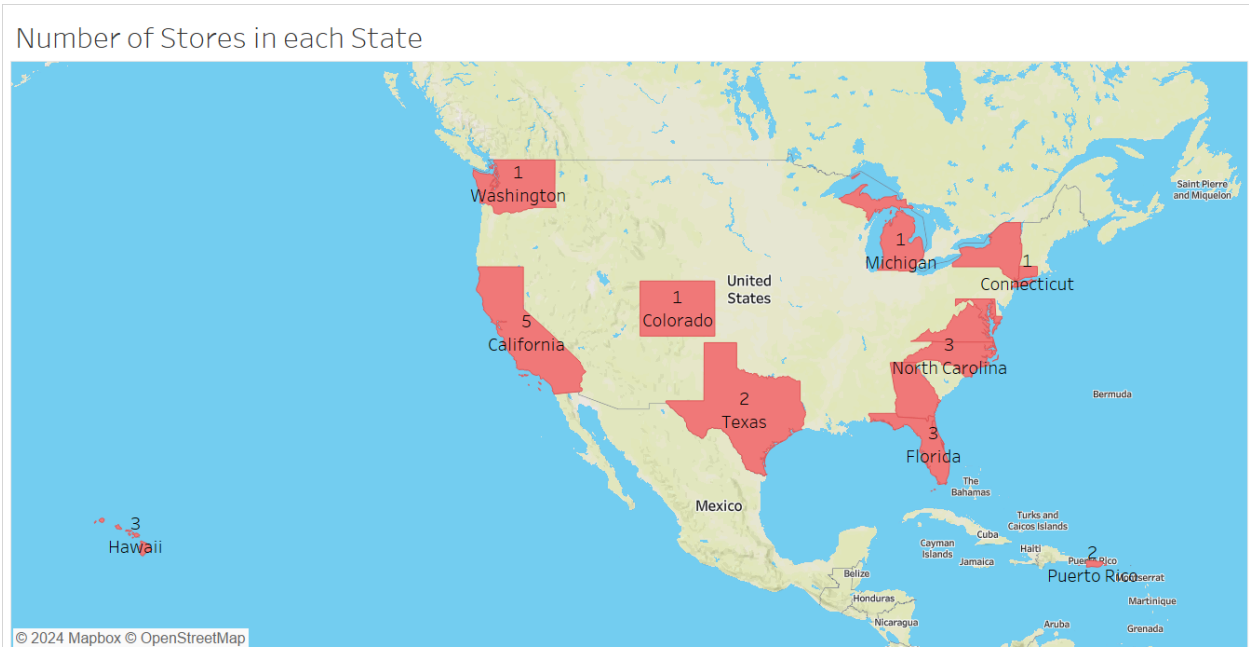 Number of Stores in each State
Saint Pierre
and Miquelon
1
Washington
1
Michigan
1
Connecticut
United
States
1
Colorado
5
California
3
North Carolina
2
Texas
Bermuda
3
Florida
The
Bahamas
Mexico
Turks and
Caicos Islands
3
Hawaii
Cuba
Cayman
Islands
Haiti
Jamaica
2
Puerto Rico
Puerto Rico
Montserrat
Belize
Honduras
Martinique
Nicaragua
Aruba
Grenada
© 2024 Mapbox © OpenStreetMap